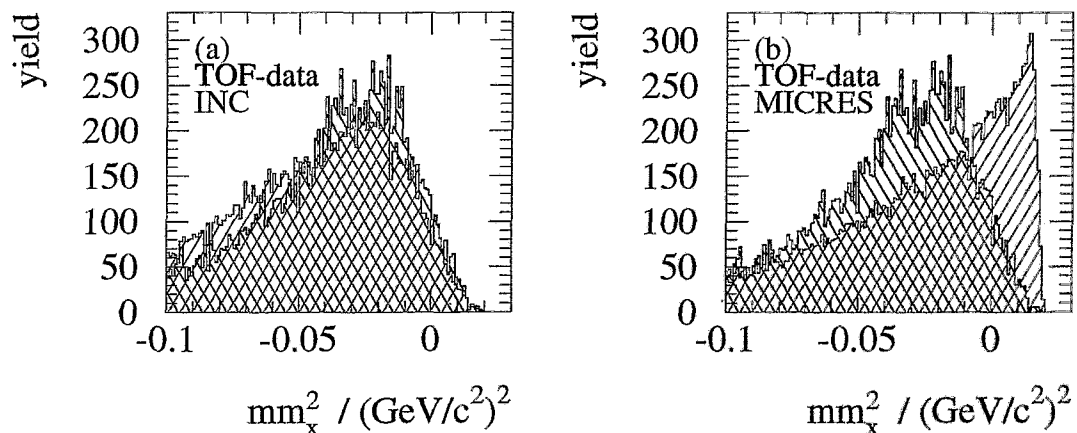 yield
300
250
200
150
100
50
0
(a)
TOF-data
INC
-0.1
-0.05
0
mm²ₓ / (GeV/c²)²
yield
300
250
200
150
100
50
0
(b)
TOF-data
MICRES
-0.1
-0.05
0
mm²ₓ / (GeV/c²)²